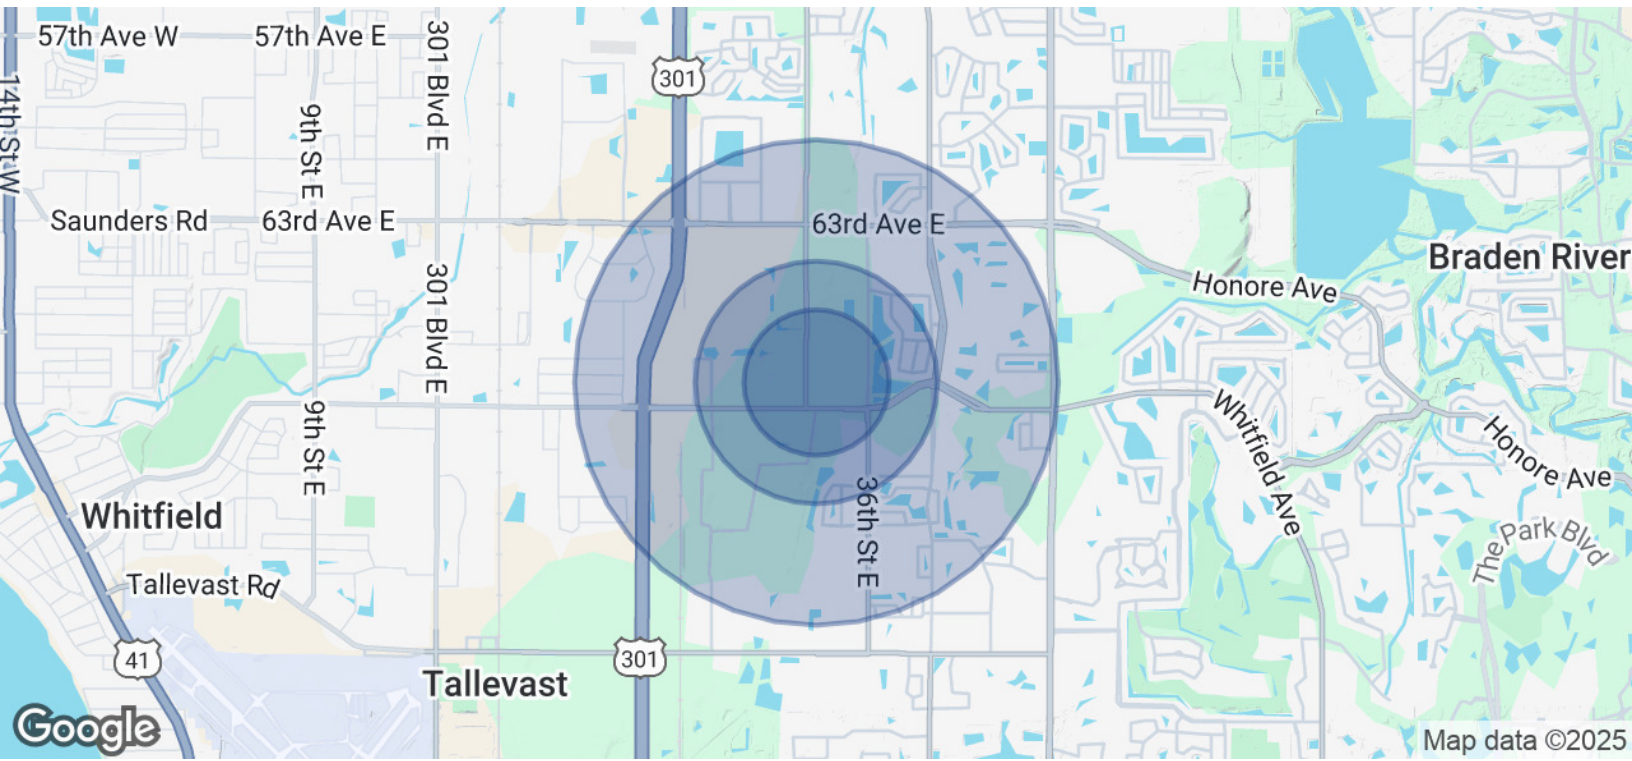 57th Ave W
57th Ave E
301 Blvd E
301
14th St W
9th St E
Saunders Rd
63rd Ave E
63rd Ave E
Braden River
Honore Ave
301 Blvd E
9th St E
Whitfield Ave
Honore Ave
Whitfield
36th St E
The Park Blvd
Tallevast Rd
41
301
Tallevast
Google
Map data ©2025